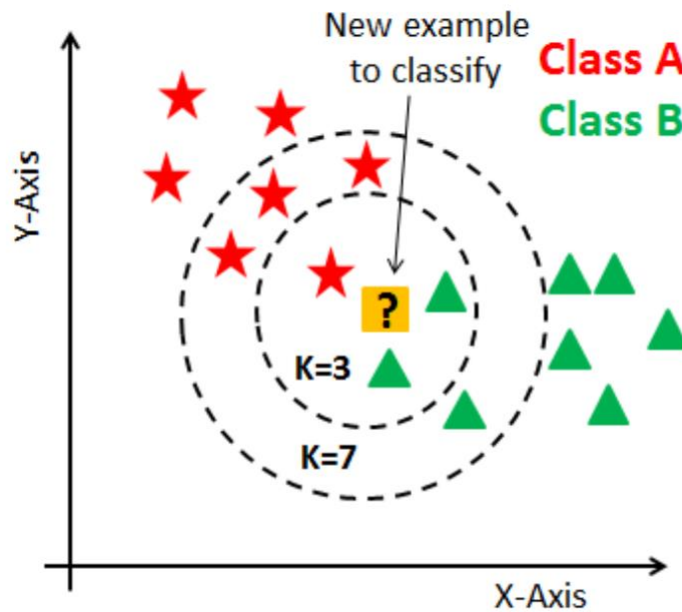 New example
to classify
Class A
Class B
Y-Axis
?
K=3
K=7
X-Axis